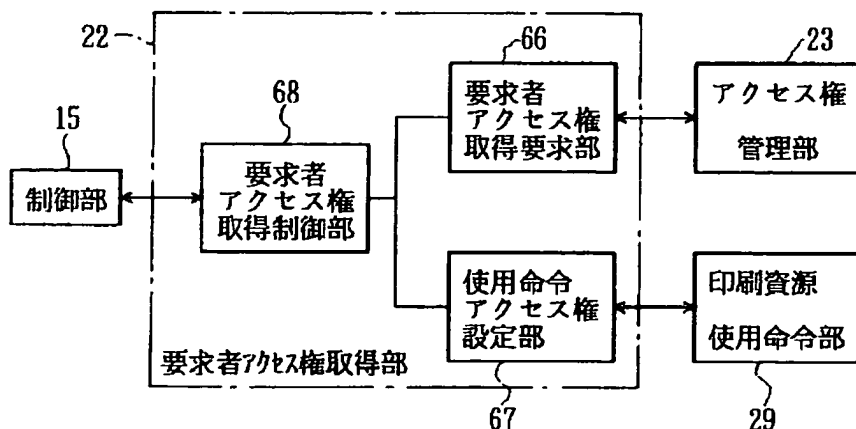 22
66
23
要求者
アクセス権
取得要求部
アクセス権
管理部
15
68
制御部
要求者
アクセス権
取得制御部
使用命令
アクセス権
設定部
印刷資源
使用命令部
要求者アクセス権取得部
67
29